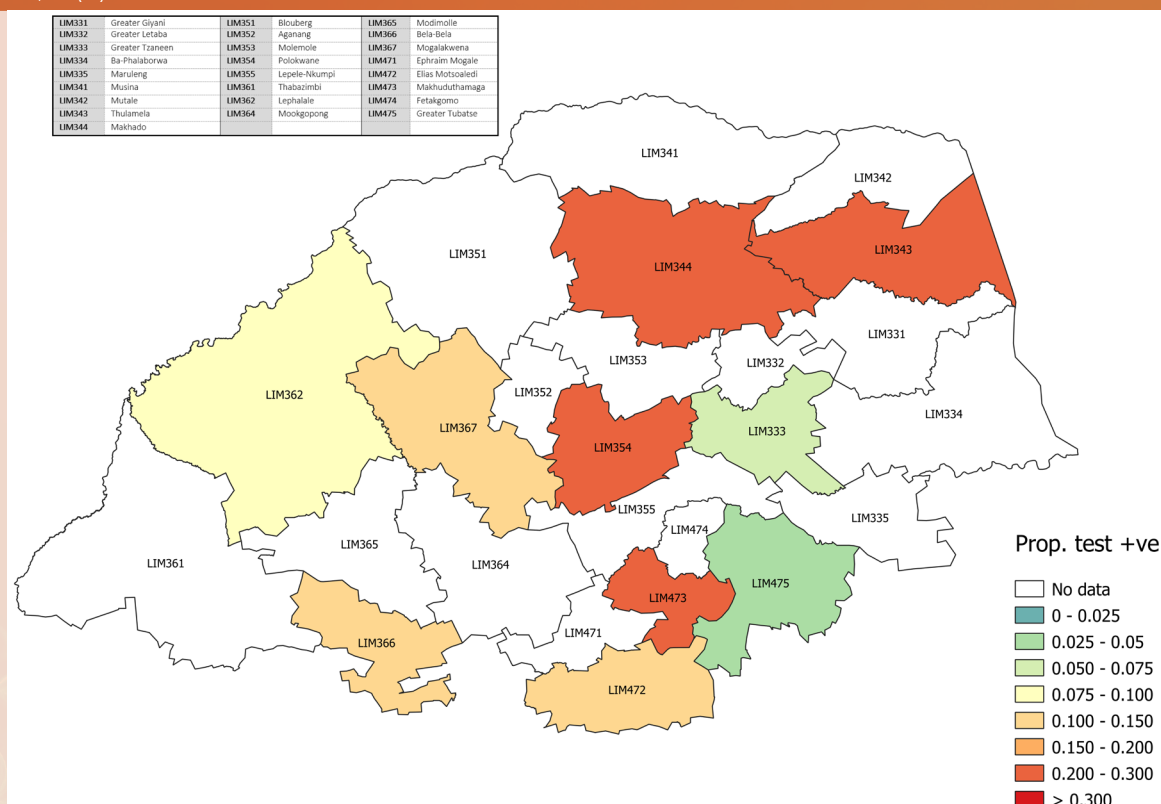 LIM331 Greater Giyani LIM351 Blouberg LIM365 Modimolle
LIM332 Greater Letaba LIM352 Aganang LIM366 Bela-Bela
LIM333 Greater Tzaneen LIM353 Molemole LIM367 Mogalakwena
LIM334 Ba-Phalaborwa LIM354 Polokwane LIM471 Ephraim Mogale
LIM335 Maruleng LIM355 Lepele-Nkumpi LIM472 Elias Motsoaledi
LIM341 Musina LIM361 Thabazimbi LIM473 Makhuduthamaga
LIM342 Mutale LIM362 Lephalale LIM474 Fetakgomo
LIM343 Thulamela LIM364 Mookgopong LIM475 Greater Tubatse
LIM344 Makhado
LIM341
LIM342
LIM343
LIM351
LIM344
LIM331
LIM353
LIM332
LIM362
LIM352
LIM334
LIM367
LIM333
LIM354
LIM355
LIM335
LIM474
LIM365
LIM361
LIM364
LIM475
LIM473
LIM471
LIM366
LIM472
Prop. test +ve
No data
0 - 0.025
0.025 - 0.05
0.050 - 0.075
0.075 - 0.100
0.100 - 0.150
0.150 - 0.200
0.200 - 0.300
> 0.300